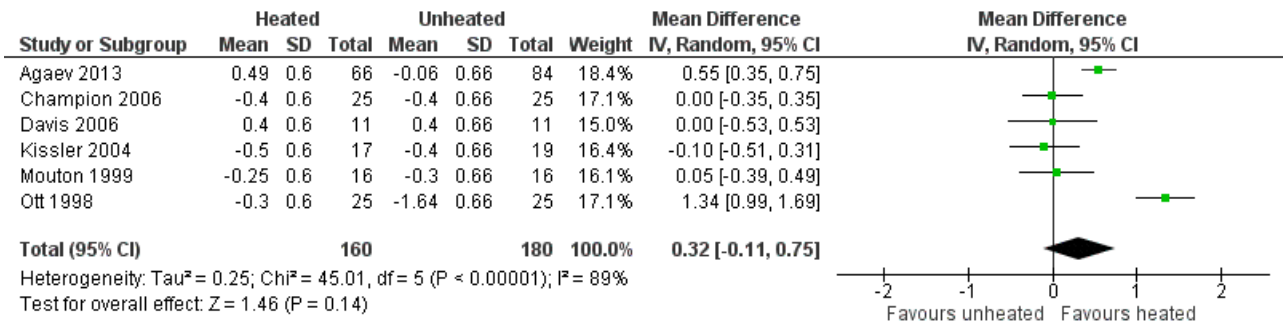 Heated Unheated Mean Difference Mean Difference
Study or Subgroup Mean SD Total Mean SD Total Weight IV, Random, 95% CI IV, Random, 95% CI
Agaev 2013 0.49 0.6 66 -0.06 0.66 84 18.4% 0.55 [0.35, 0.75]
Champion 2006 -0.4 0.6 25 -0.4 0.66 25 17.1% 0.00 [-0.35, 0.35]
Davis 2006 0.4 0.6 11 0.4 0.66 11 15.0% 0.00 [-0.53, 0.53]
Kissler 2004 -0.5 0.6 17 -0.4 0.66 19 16.4% -0.10 [-0.51, 0.31]
Mouton 1999 -0.25 0.6 16 -0.3 0.66 16 16.1% 0.05 [-0.39, 0.49]
Ott 1998 -0.3 0.6 25 -1.64 0.66 25 17.1% 1.34 [0.99, 1.69]
Total (95% CI) 160 180 100.0% 0.32 [-0.11, 0.75]
Heterogeneity: Tau² = 0.25; Chi² = 45.01, df = 5 (P < 0.00001); I² = 89%
Test for overall effect: Z = 1.46 (P = 0.14)
-2 -1 0 1 2
Favours unheated Favours heated